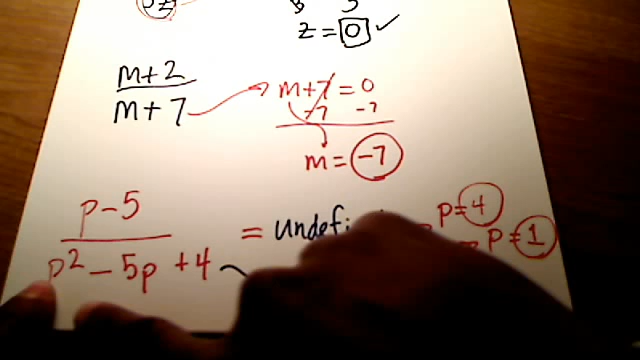 z = 0 ✓
m+2
m+7
m+7 = 0
-7 -7
m = -7
p-5
p² - 5p + 4
= undefi
p=4
p=1